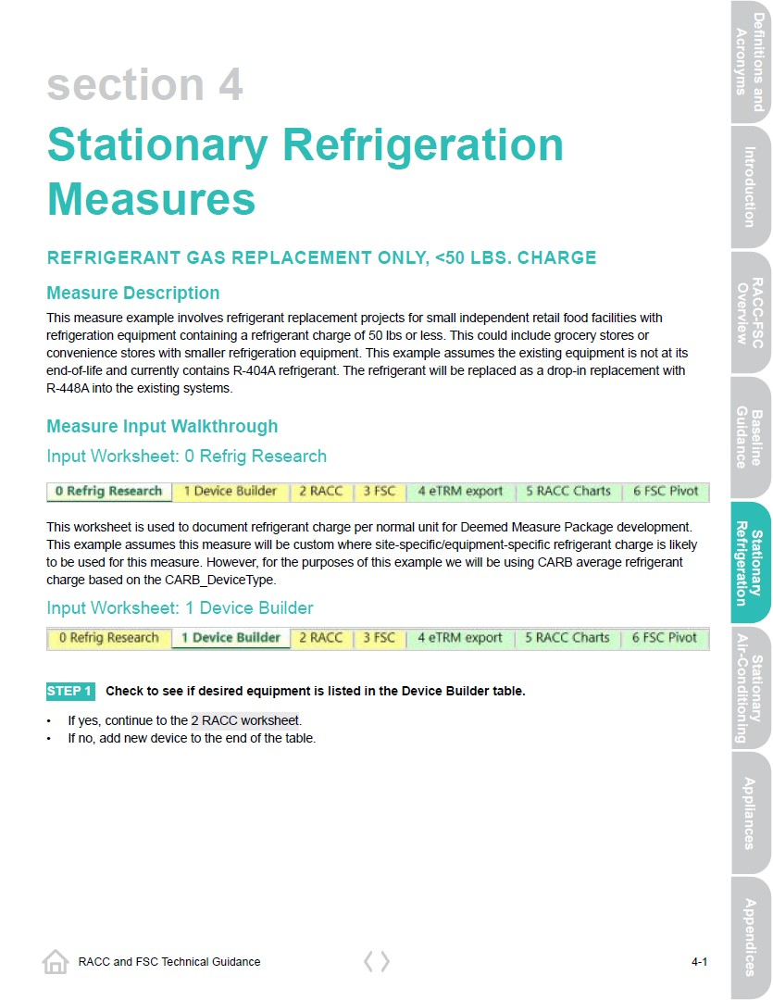 section 4
Stationary Refrigeration
Measures
REFRIGERANT GAS REPLACEMENT ONLY, <50 LBS. CHARGE
Measure Description
This measure example involves refrigerant replacement projects for small independent retail food facilities with
refrigeration equipment containing a refrigerant charge of 50 lbs or less. This could include grocery stores or
convenience stores with smaller refrigeration equipment. This example assumes the existing equipment is not at its
end-of-life and currently contains R-404A refrigerant. The refrigerant will be replaced as a drop-in replacement with
R-448A into the existing systems.
Measure Input Walkthrough
Input Worksheet: 0 Refrig Research
0 Refrig Research 1 Device Builder 2 RACC 3 FSC 4 eTRM export 5 RACC Charts 6 FSC Pivot
This worksheet is used to document refrigerant charge per normal unit for Deemed Measure Package development.
This example assumes this measure will be custom where site-specific/equipment-specific refrigerant charge is likely
to be used for this measure. However, for the purposes of this example we will be using CARB average refrigerant
charge based on the CARB_DeviceType.
Input Worksheet: 1 Device Builder
0 Refrig Research 1 Device Builder 2 RACC 3 FSC 4 eTRM export 5 RACC Charts 6 FSC Pivot
STEP 1 Check to see if desired equipment is listed in the Device Builder table.
• If yes, continue to the 2 RACC worksheet.
• If no, add new device to the end of the table.
RACC and FSC Technical Guidance
4-1
Definitions and
Acronyms
Introduction
RACC-FSC
Overview
Baseline
Guidance
Stationary
Refrigeration
Stationary
Air-Conditioning
Appliances
Appendices